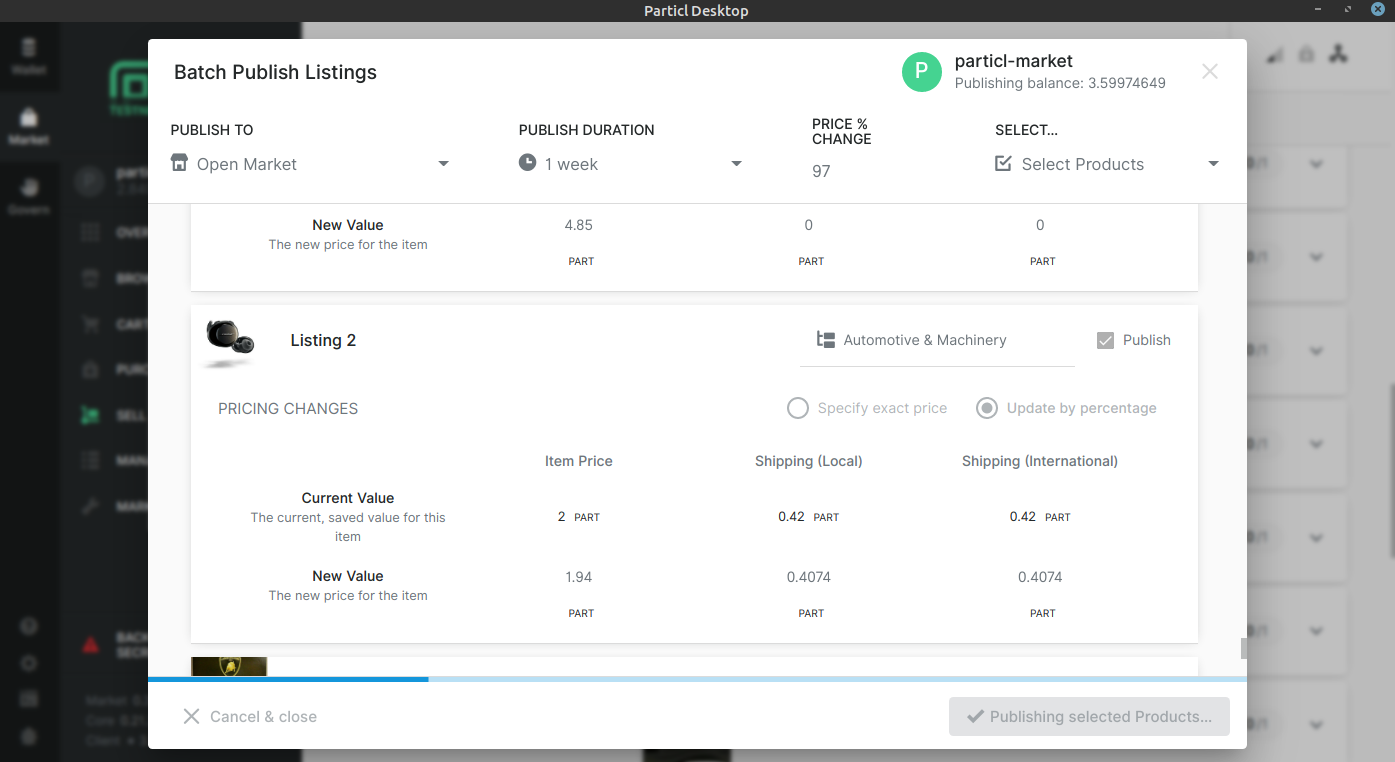 Particl Desktop
Wallet
Market
Govern
Batch Publish Listings
P
particl-market
Publishing balance: 3.59974649
PUBLISH TO
Open Market
PUBLISH DURATION
1 week
PRICE %
CHANGE
97
SELECT...
Select Products
New Value
The new price for the item
4.85
PART
0
PART
0
PART
Listing 2
Automotive & Machinery
Publish
PRICING CHANGES
Specify exact price
Update by percentage
Item Price
Shipping (Local)
Shipping (International)
Current Value
The current, saved value for this
item
2 PART
0.42 PART
0.42 PART
New Value
The new price for the item
1.94
PART
0.4074
PART
0.4074
PART
Cancel & close
Publishing selected Products...
SELL